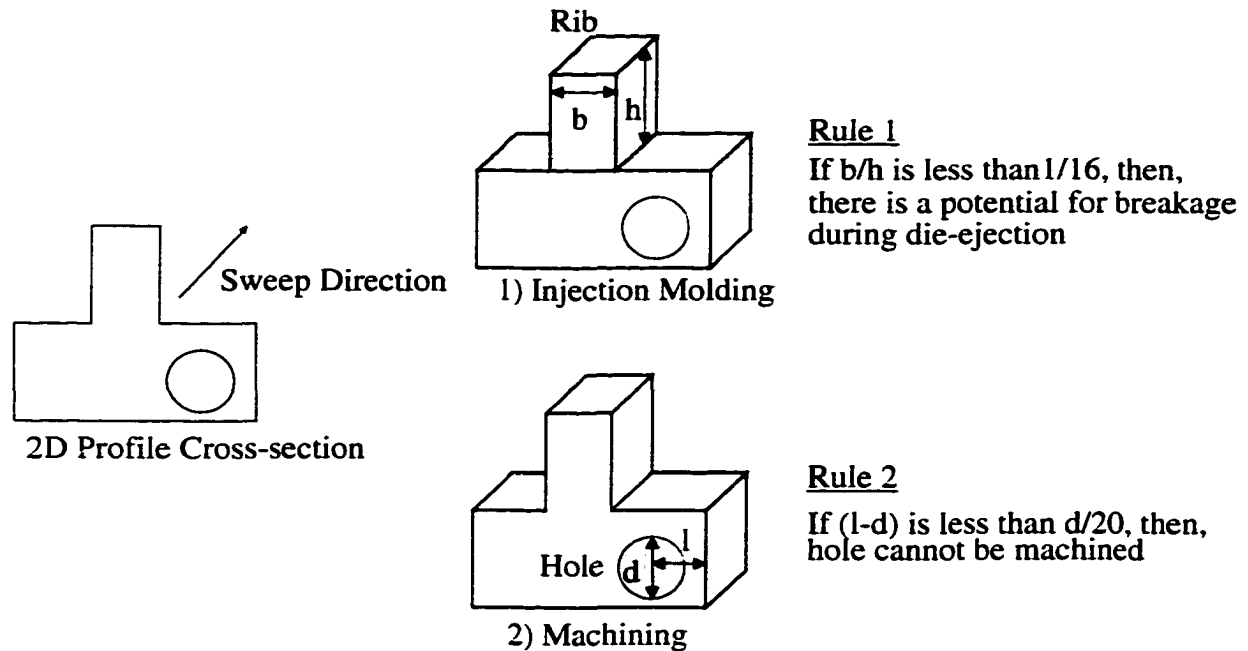 Rib
b
h
Rule 1
If b/h is less than 1/16, then,
there is a potential for breakage
during die-ejection
1) Injection Molding
Sweep Direction
2D Profile Cross-section
Rule 2
If (l-d) is less than d/20, then,
hole cannot be machined
Hole
d
l
2) Machining